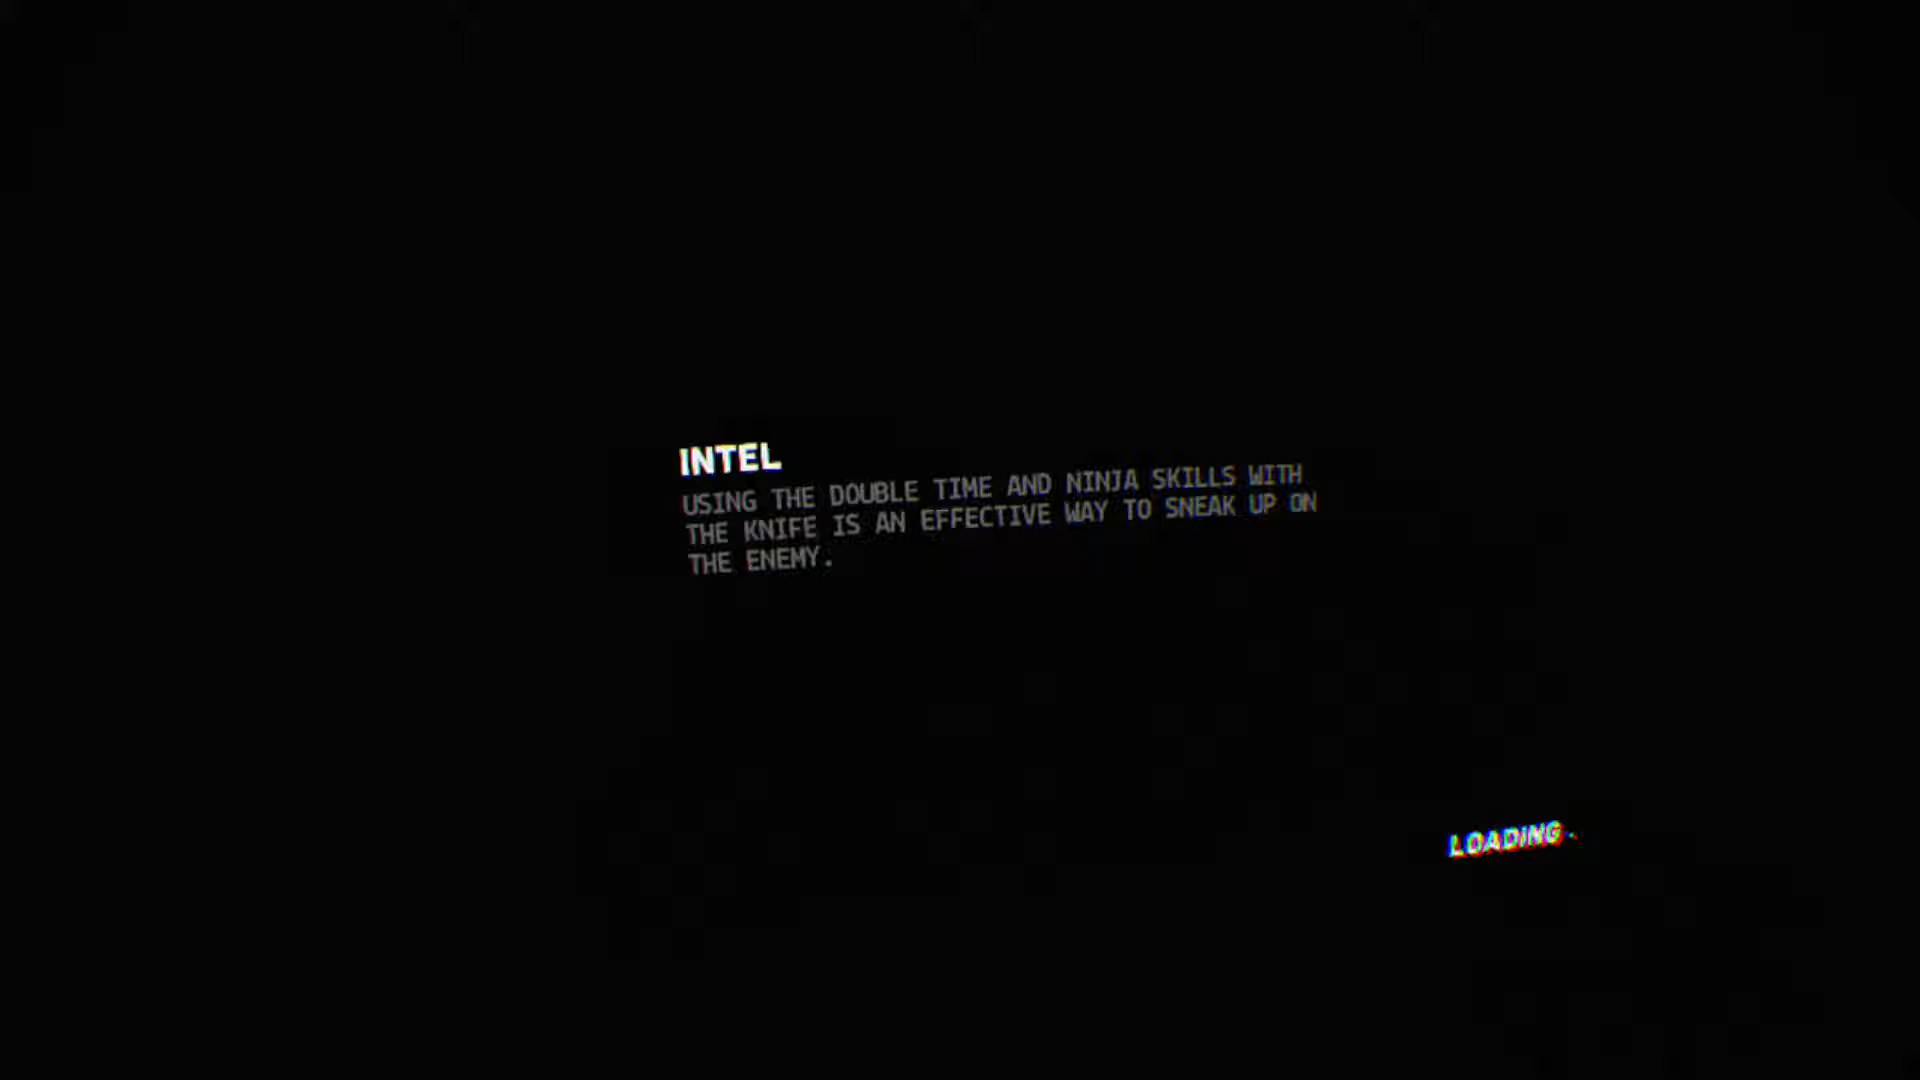 INTEL
USING THE DOUBLE TIME AND NINJA SKILLS WITH
THE KNIFE IS AN EFFECTIVE WAY TO SNEAK UP ON
THE ENEMY.
LOADING.